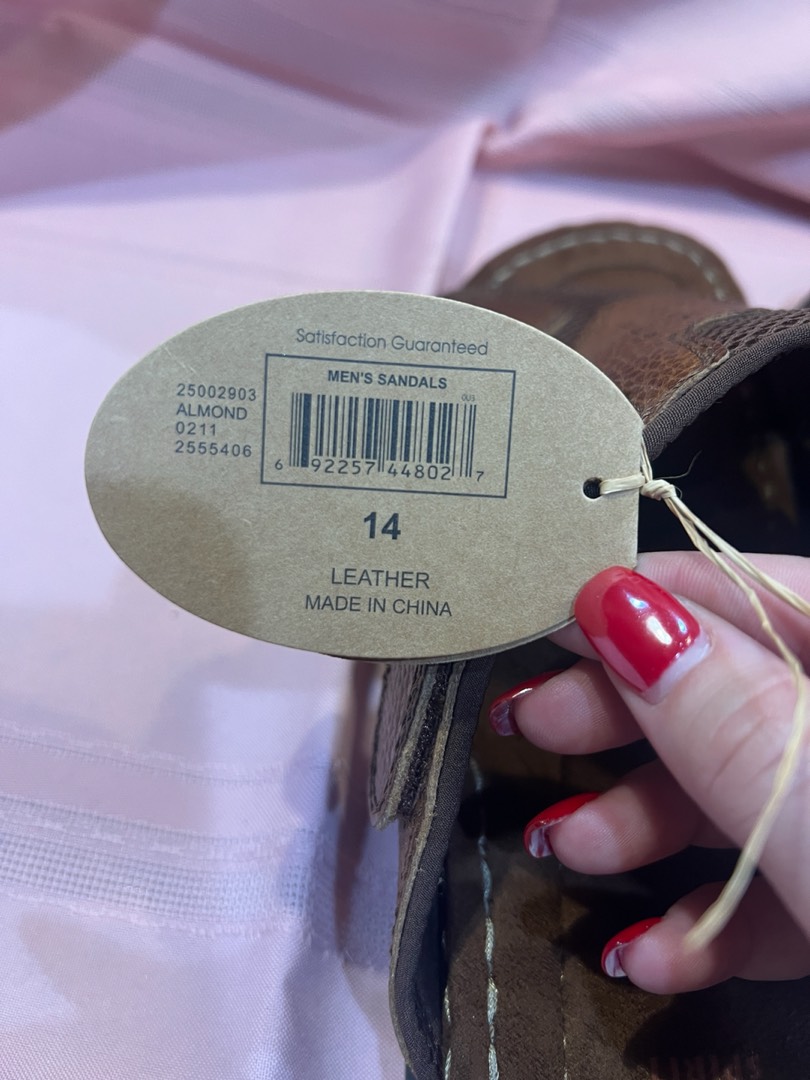 Satisfaction Guaranteed
MEN'S SANDALS
25002903
ALMOND
0211
2555406
6 92257 44802 7
14
LEATHER
MADE IN CHINA